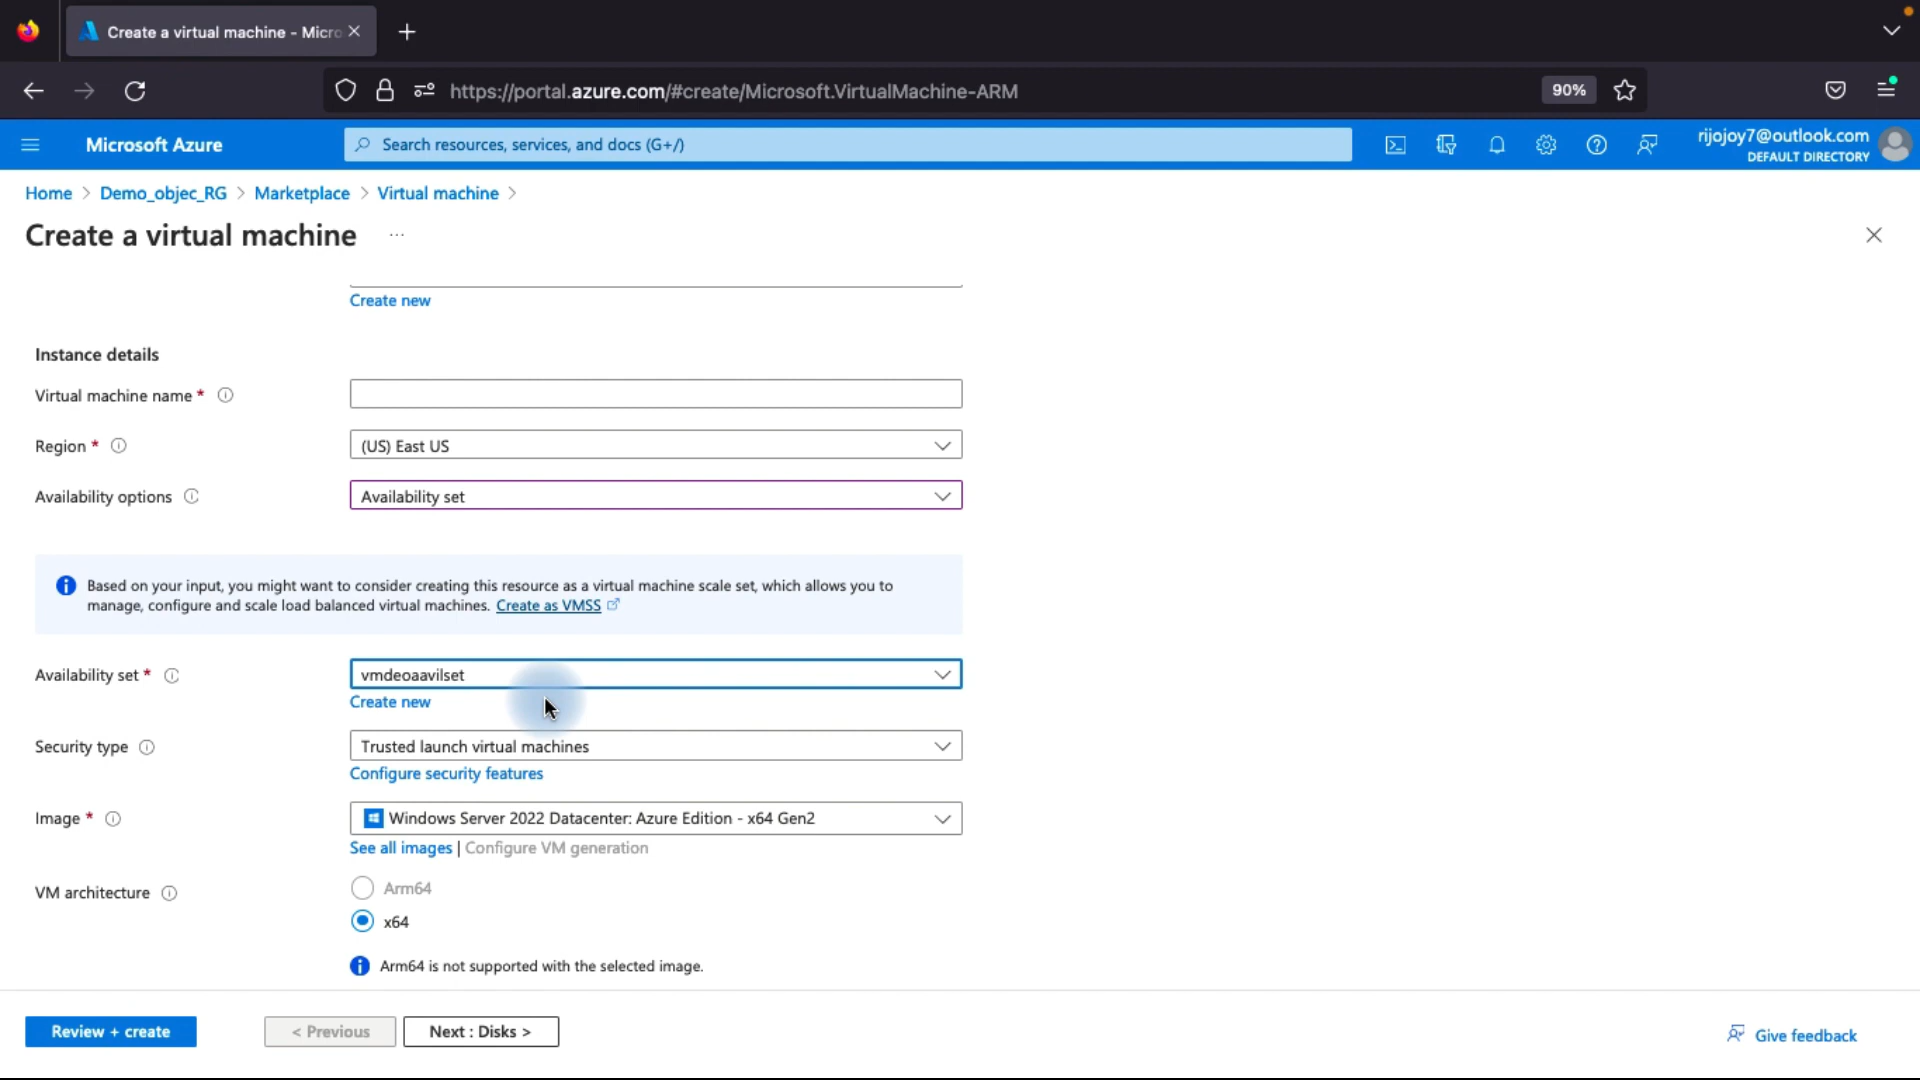 Create a virtual machine - Micro
https://portal.azure.com/#create/Microsoft.VirtualMachine-ARM
90%
Microsoft Azure
Search resources, services, and docs (G+/)
rijojoy7@outlook.com
DEFAULT DIRECTORY
Home > Demo_objec_RG > Marketplace > Virtual machine >
Create a virtual machine ...
Create new
Instance details
Virtual machine name *
Region *
(US) East US
Availability options
Availability set
Based on your input, you might want to consider creating this resource as a virtual machine scale set, which allows you to
manage, configure and scale load balanced virtual machines. Create as VMSS
Availability set *
vmdeoaavilset
Create new
Security type
Trusted launch virtual machines
Configure security features
Image *
Windows Server 2022 Datacenter: Azure Edition - x64 Gen2
See all images | Configure VM generation
VM architecture
Arm64
x64
Arm64 is not supported with the selected image.
Review + create
< Previous
Next : Disks >
Give feedback